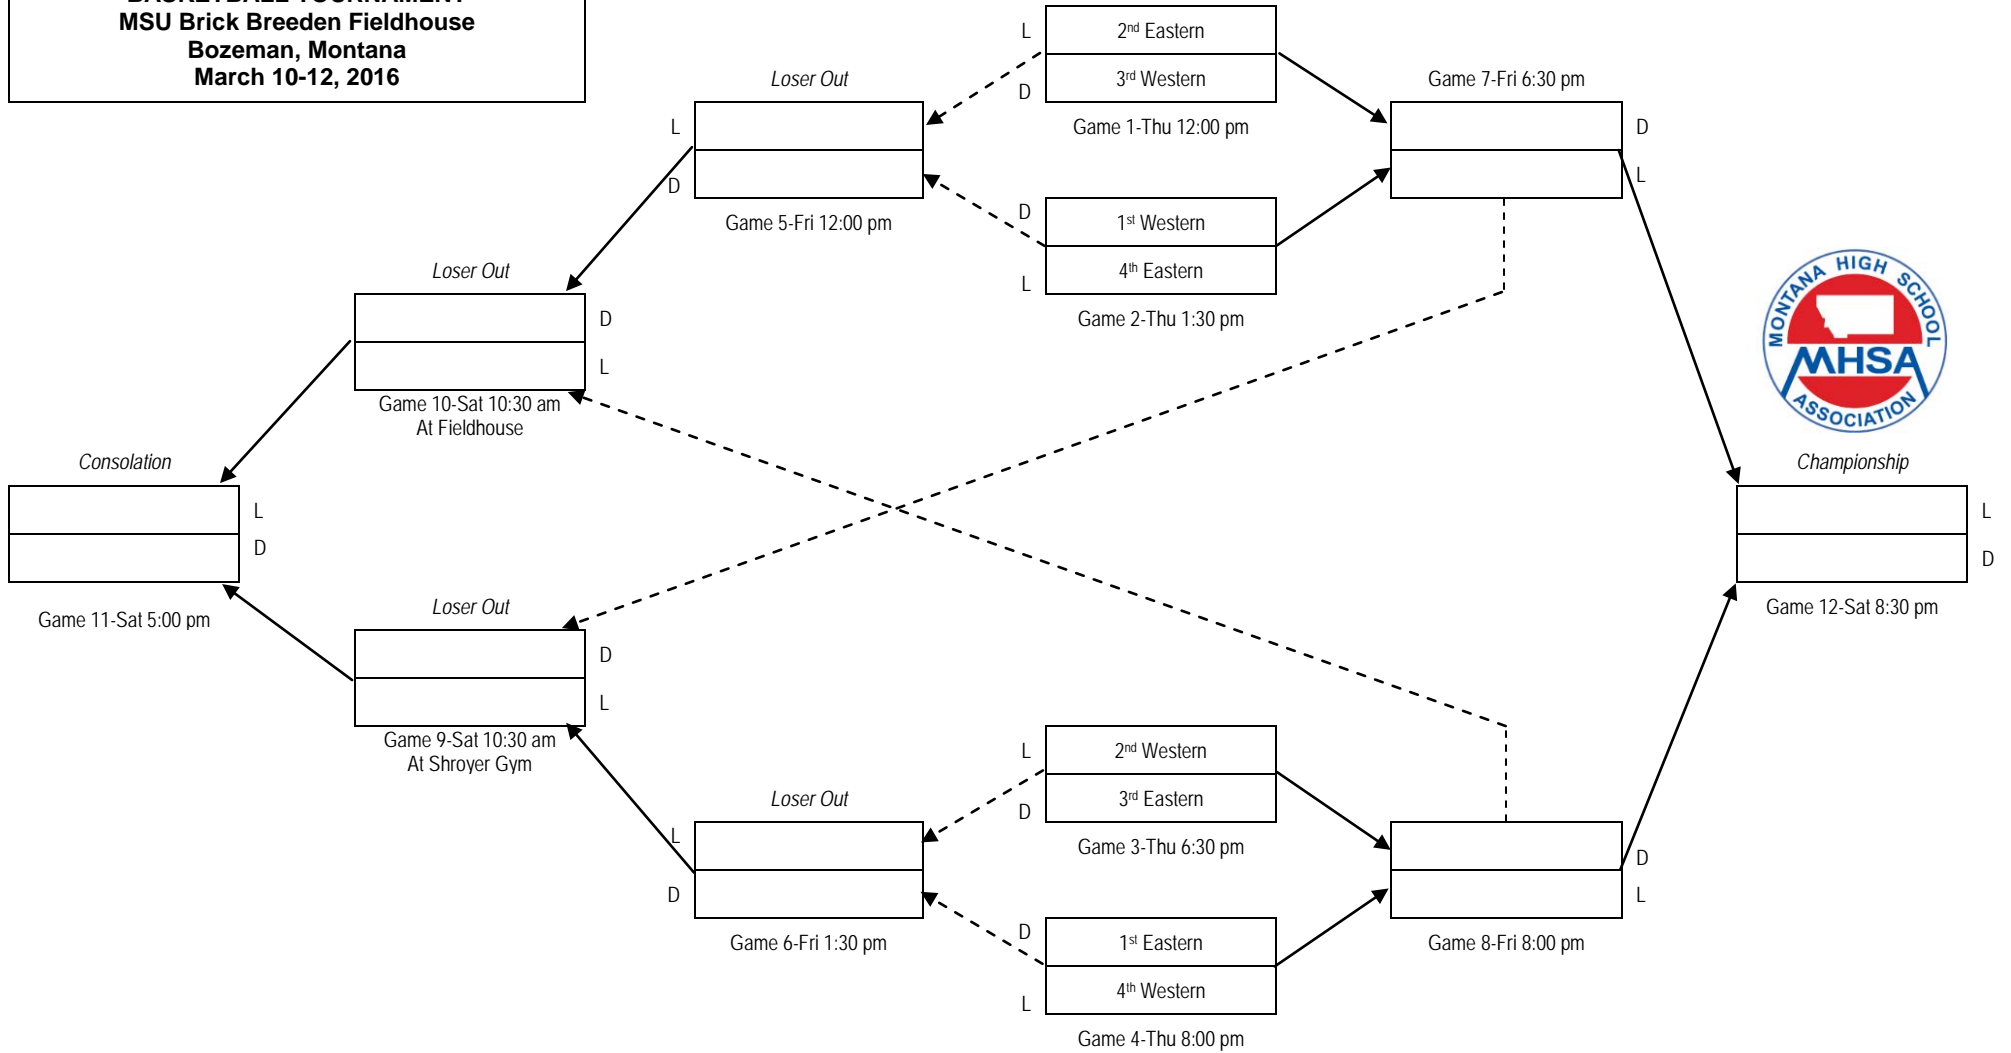 BASKETBALL TOURNAMENT
MSU Brick Breeden Fieldhouse
Bozeman, Montana
March 10-12, 2016
L
2nd Eastern
D
3rd Western
Game 1-Thu 12:00 pm
Loser Out
L
D
Game 5-Fri 12:00 pm
Game 7-Fri 6:30 pm
D
L
D
1st Western
L
4th Eastern
Game 2-Thu 1:30 pm
Loser Out
D
L
Game 10-Sat 10:30 am
At Fieldhouse
MONTANA HIGH SCHOOL
MHSA
ASSOCIATION
Consolation
L
D
Game 11-Sat 5:00 pm
Championship
L
D
Game 12-Sat 8:30 pm
Loser Out
D
L
Game 9-Sat 10:30 am
At Shroyer Gym
L
2nd Western
D
3rd Eastern
Game 3-Thu 6:30 pm
Loser Out
L
D
Game 6-Fri 1:30 pm
D
L
Game 8-Fri 8:00 pm
D
1st Eastern
L
4th Western
Game 4-Thu 8:00 pm